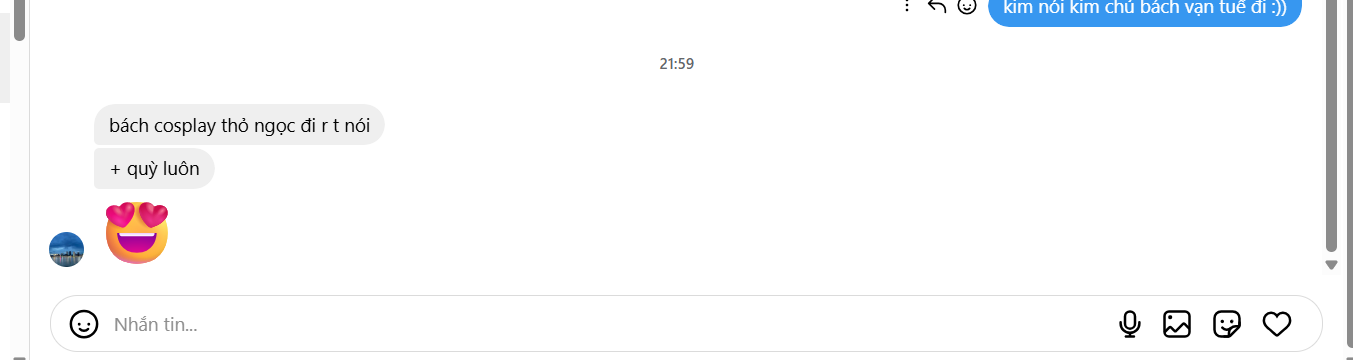 kim nói kim chủ bách vạn tuế đi :))
21:59
bách cosplay thỏ ngọc đi r t nói
+ quỳ luôn
Nhắn tin...